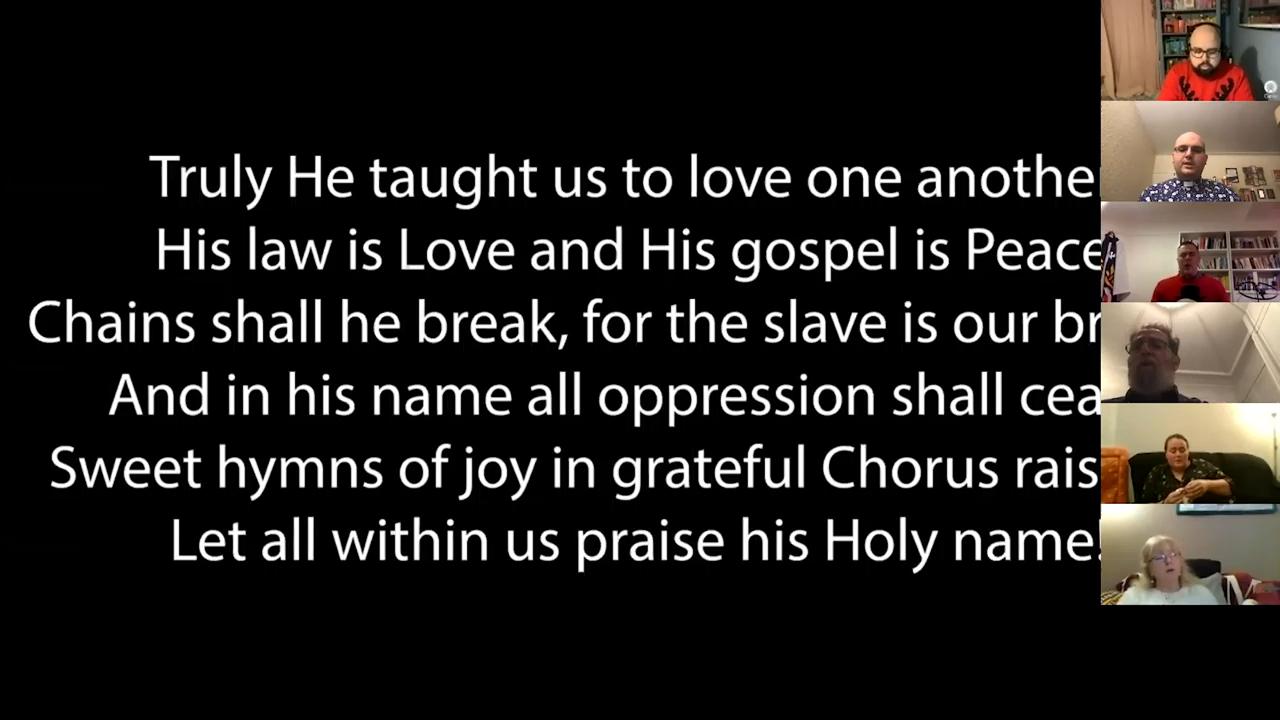 Truly He taught us to love one anothe
His law is Love and His gospel is Peace
Chains shall he break, for the slave is our br
And in his name all oppression shall cea
Sweet hymns of joy in grateful Chorus rais
Let all within us praise his Holy name!